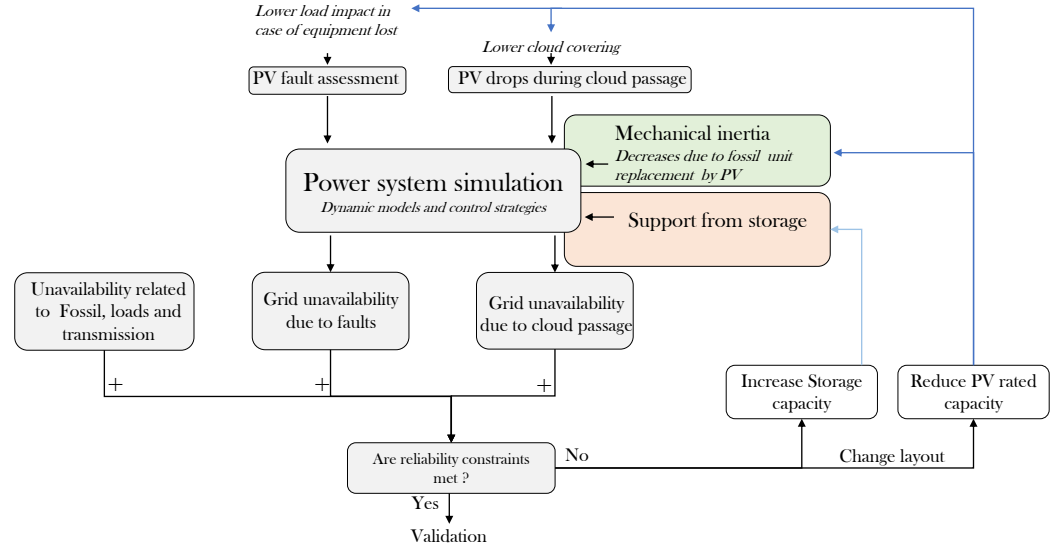 Lower load impact in
case of equipment lost
Lower cloud covering
PV fault assessment
PV drops during cloud passage
Mechanical inertia
Decreases due to fossil unit
replacement by PV
Power system simulation
Dynamic models and control strategies
Support from storage
Unavailability related
to Fossil, loads and
transmission
Grid unavailability
due to faults
Grid unavailability
due to cloud passage
+
+
+
Increase Storage
capacity
Reduce PV rated
capacity
Are reliability constraints
met ?
No
Change layout
Yes
Validation